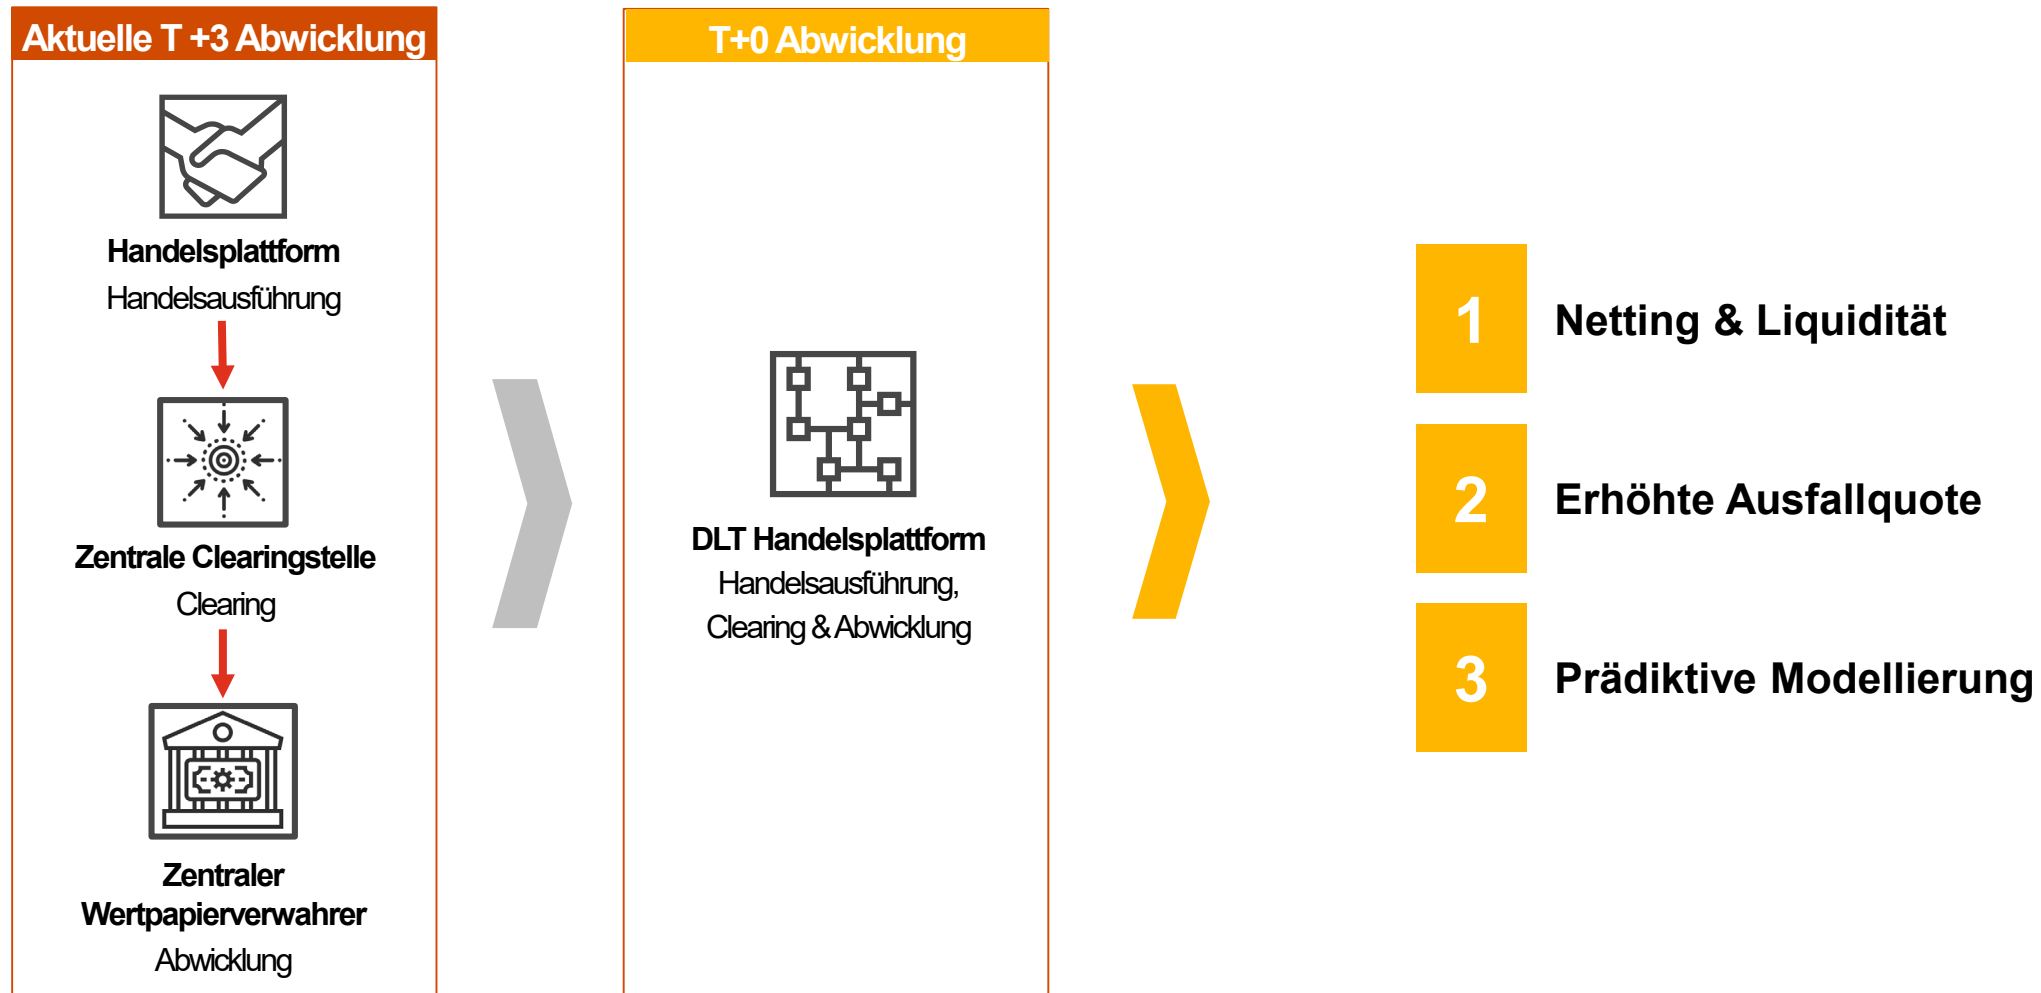 Aktuelle T +3 Abwicklung
Handelsplattform
Handelsausführung
Zentrale Clearingstelle
Clearing
Zentraler
Wertpapierverwahrer
Abwicklung
T+0 Abwicklung
DLT Handelsplattform
Handelsausführung,
Clearing & Abwicklung
1 Netting & Liquidität
2 Erhöhte Ausfallquote
3 Prädiktive Modellierung